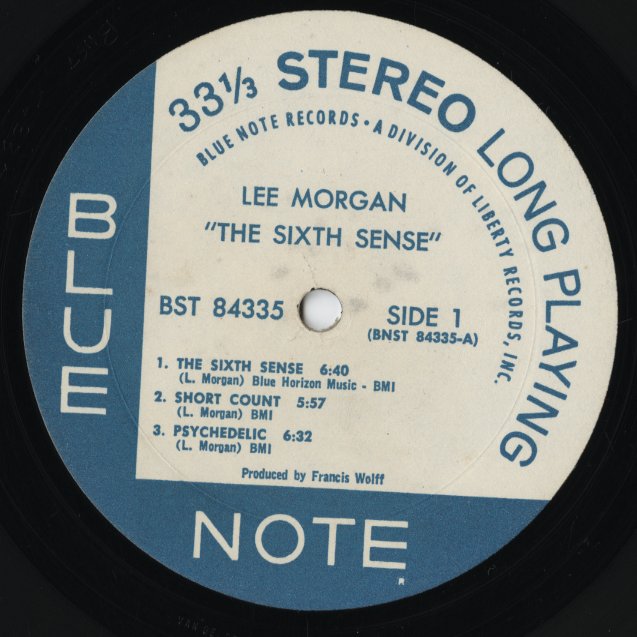 33⅓ STEREO LONG PLAYING
BLUE NOTE RECORDS • A DIVISION OF LIBERTY RECORDS, INC.
LEE MORGAN
"THE SIXTH SENSE"
BST 84335
SIDE 1
(BNST 84335-A)
1. THE SIXTH SENSE 6:40
(L. Morgan) Blue Horizon Music - BMI
2. SHORT COUNT 5:57
(L. Morgan) BMI
3. PSYCHEDELIC 6:32
(L. Morgan) BMI
Produced by Francis Wolff
BLUE
NOTE